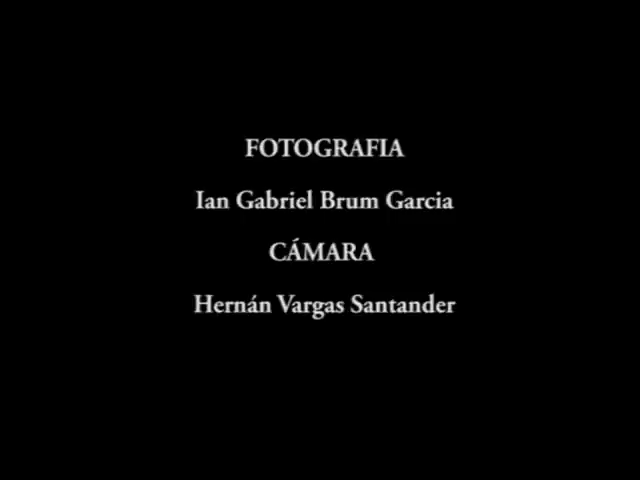 FOTOGRAFIA
Ian Gabriel Brum Garcia
CÁMARA
Hernán Vargas Santander